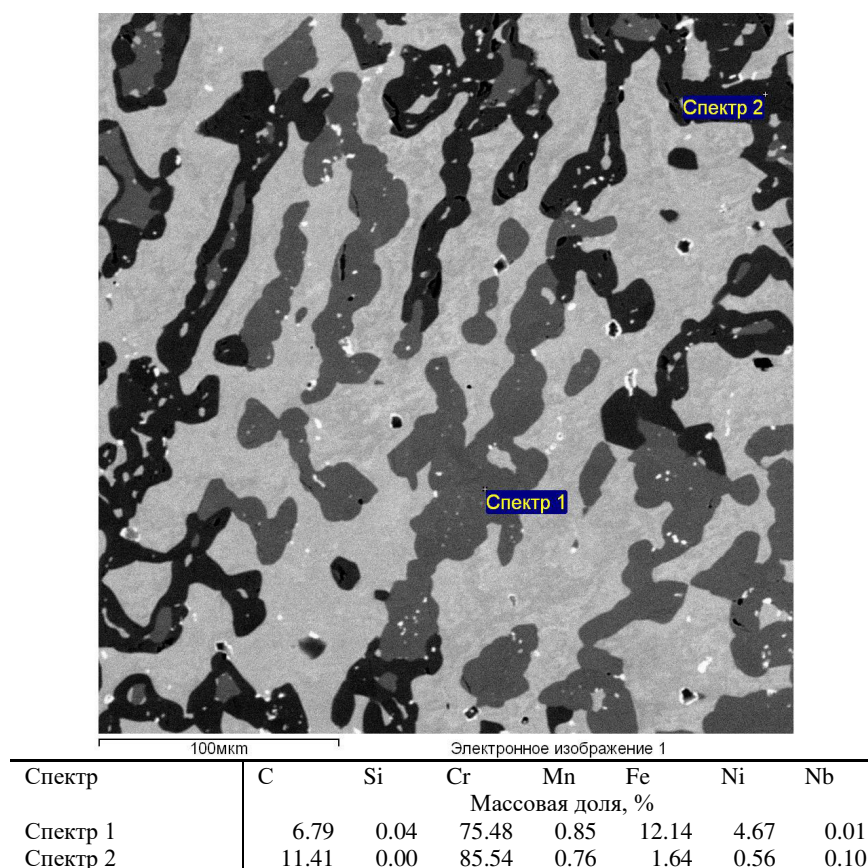 Спектр 2
Спектр 1
100мкм Электронное изображение 1
Спектр C Si Cr Mn Fe Ni Nb
Массовая доля, %
Спектр 1 6.79 0.04 75.48 0.85 12.14 4.67 0.01
Спектр 2 11.41 0.00 85.54 0.76 1.64 0.56 0.10